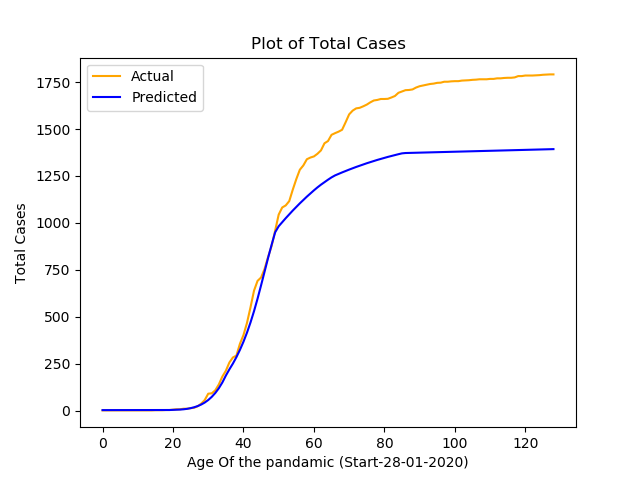 Plot of Total Cases
Actual
Predicted
1750
1500
1250
1000
750
500
250
0
Total Cases
0 20 40 60 80 100 120
Age Of the pandamic (Start-28-01-2020)